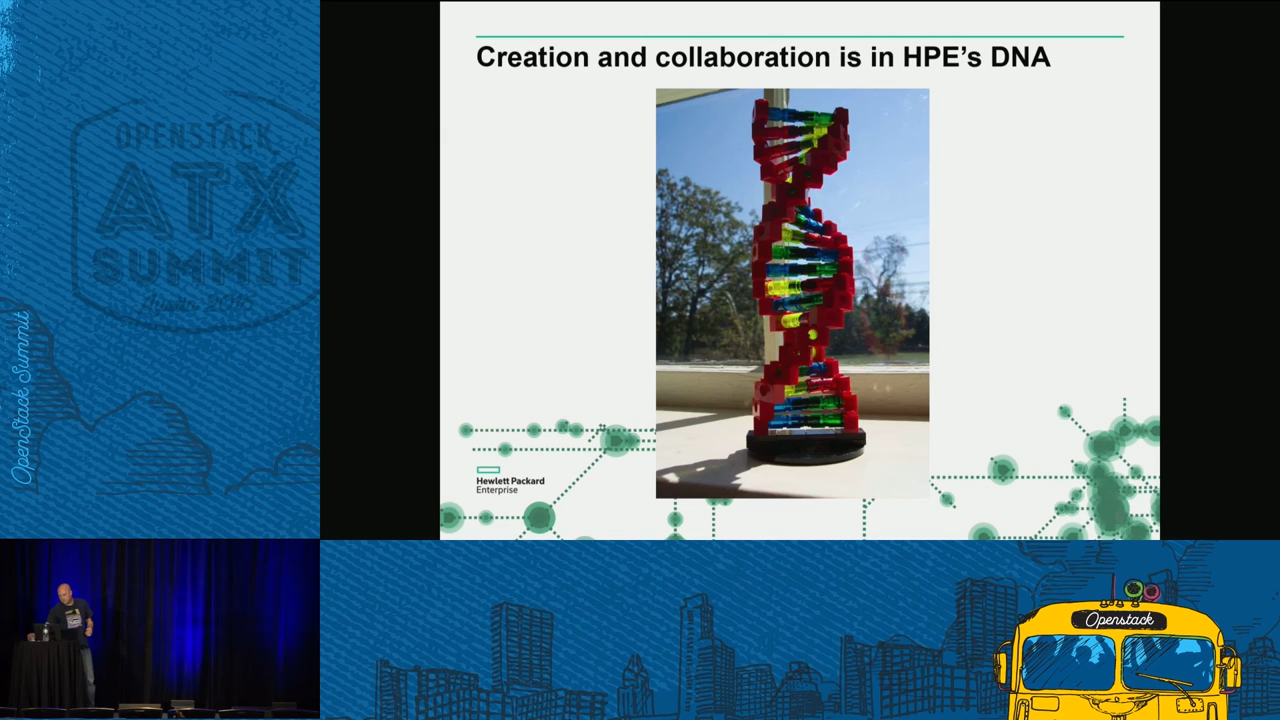 Creation and collaboration is in HPE's DNA
OPENSTACK
ATX
SUMMIT
OpenStack Summit
Hewlett Packard
Enterprise
Openstack